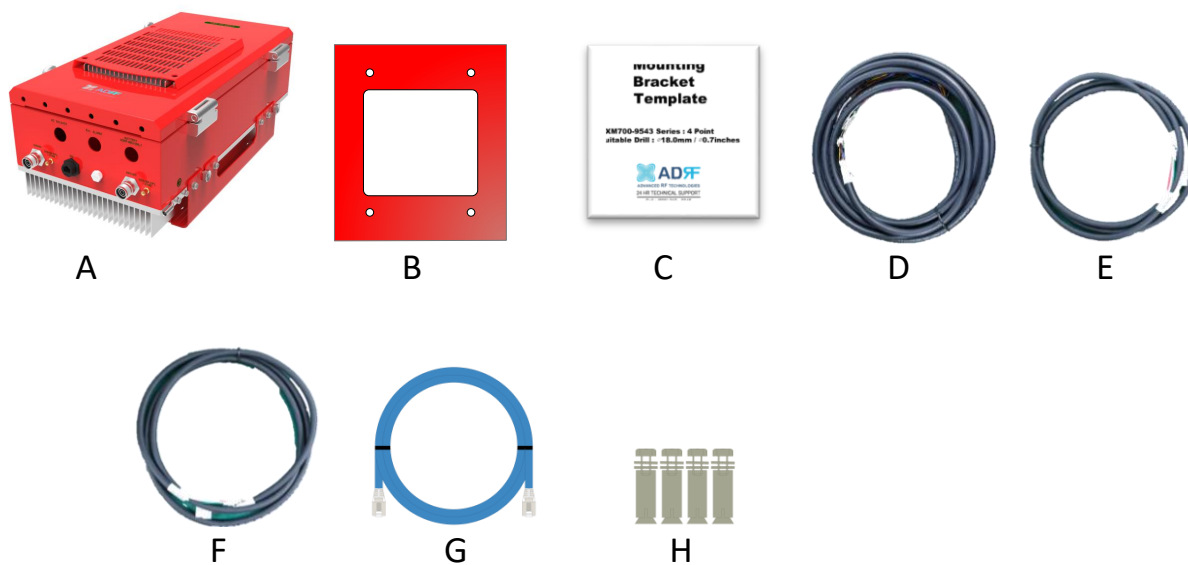 ADRF
A
B
Mounting
Bracket
Template
XM700-9543 Series : 4 Point
uitable Drill : #18.0mm / #0.7inches
ADRF
ADVANCED RF TECHNOLOGIES
24 HR TECHNICAL SUPPORT
C
D
E
F
G
H